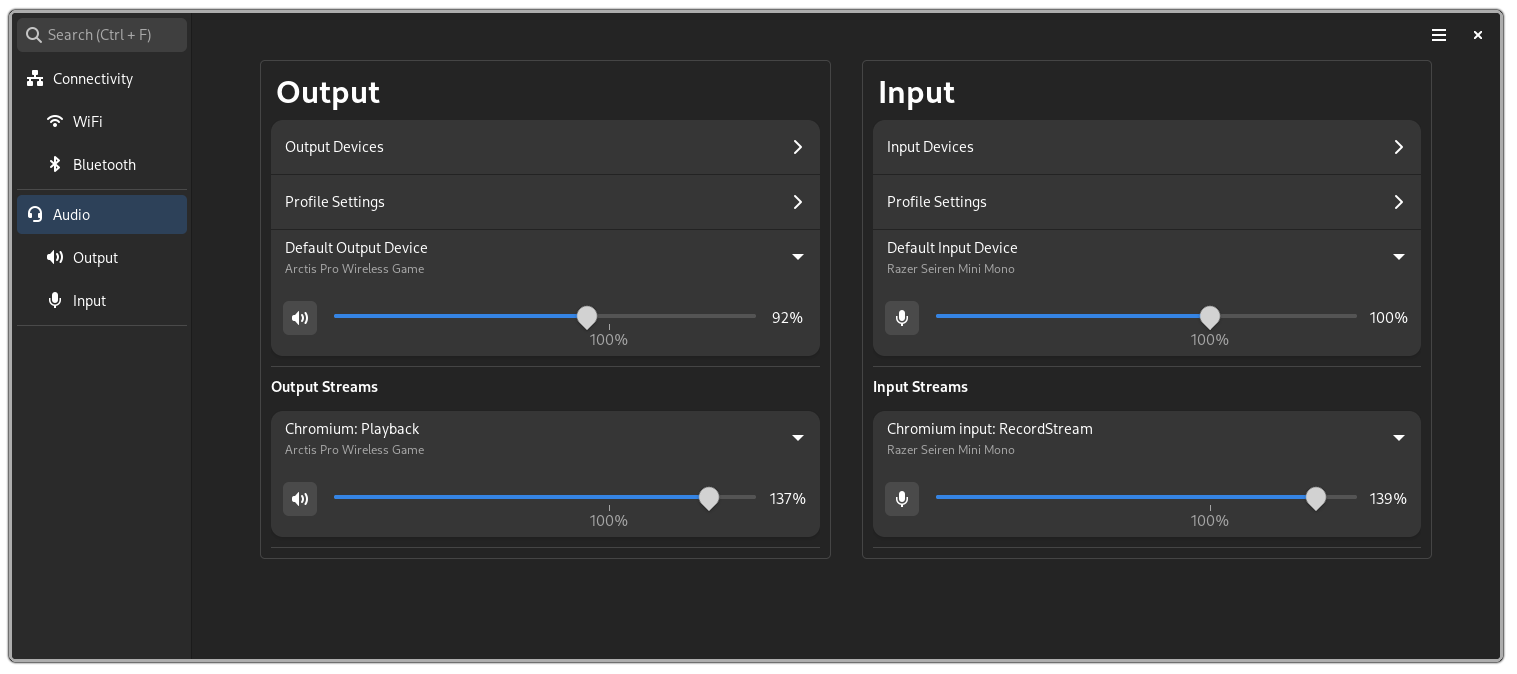 Search (Ctrl + F)
Connectivity
WiFi
Bluetooth
Audio
Output
Input
Output
Output Devices
Profile Settings
Default Output Device
Arctis Pro Wireless Game
92%
100%
Output Streams
Chromium: Playback
Arctis Pro Wireless Game
137%
100%
Input
Input Devices
Profile Settings
Default Input Device
Razer Seiren Mini Mono
100%
100%
Input Streams
Chromium input: RecordStream
Razer Seiren Mini Mono
139%
100%